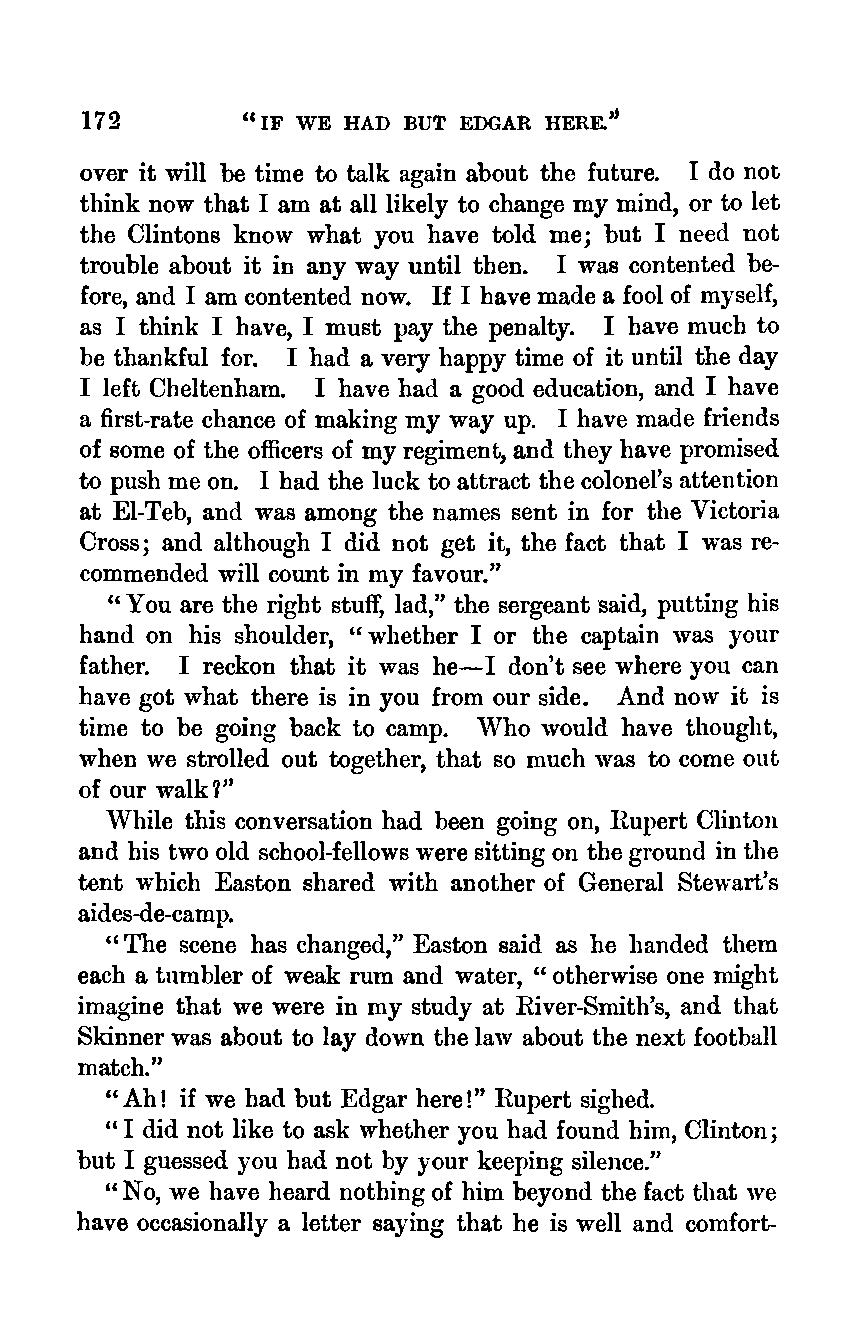 172 “IF WE HAD BUT EDGAR HERE.”
over it will be time to talk again about the future. I do not
think now that I am at all likely to change my mind, or to let
the Clintons know what you have told me; but I need not
trouble about it in any way until then. I was contented be-
fore, and I am contented now. If I have made a fool of myself,
as I think I have, I must pay the penalty. I have much to
be thankful for. I had a very happy time of it until the day
I left Cheltenham. I have had a good education, and I have
a first-rate chance of making my way up. I have made friends
of some of the officers of my regiment, and they have promised
to push me on. I had the luck to attract the colonel’s attention
at El-Teb, and was among the names sent in for the Victoria
Cross; and although I did not get it, the fact that I was re-
commended will count in my favour.”
“You are the right stuff, lad,” the sergeant said, putting his
hand on his shoulder, “whether I or the captain was your
father. I reckon that it was he—I don’t see where you can
have got what there is in you from our side. And now it is
time to be going back to camp. Who would have thought,
when we strolled out together, that so much was to come out
of our walk?”
While this conversation had been going on, Rupert Clinton
and his two old school-fellows were sitting on the ground in the
tent which Easton shared with another of General Stewart’s
aides-de-camp.
“The scene has changed,” Easton said as he handed them
each a tumbler of weak rum and water, “otherwise one might
imagine that we were in my study at River-Smith’s, and that
Skinner was about to lay down the law about the next football
match.”
“Ah! if we had but Edgar here!” Rupert sighed.
“I did not like to ask whether you had found him, Clinton;
but I guessed you had not by your keeping silence.”
“No, we have heard nothing of him beyond the fact that we
have occasionally a letter saying that he is well and comfort-